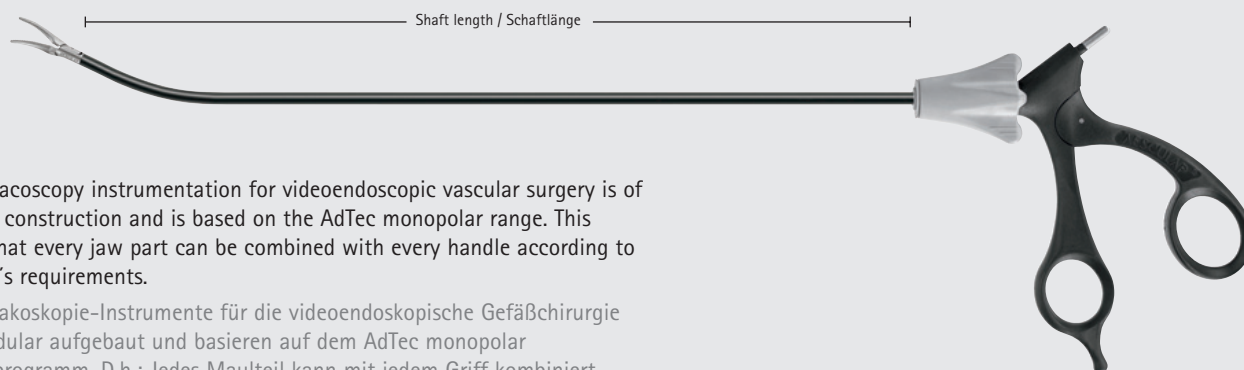 Shaft length / Schaftlänge
acoscopy instrumentation for videoendoscopic vascular surgery is of
construction and is based on the AdTec monopolar range. This
hat every jaw part can be combined with every handle according to
´s requirements.
akoskopie-Instrumente für die videoendoskopische Gefäßchirurgie
dular aufgebaut und basieren auf dem AdTec monopolar
programm. D.h.: Jedes Maulteil kann mit jedem Griff kombiniert